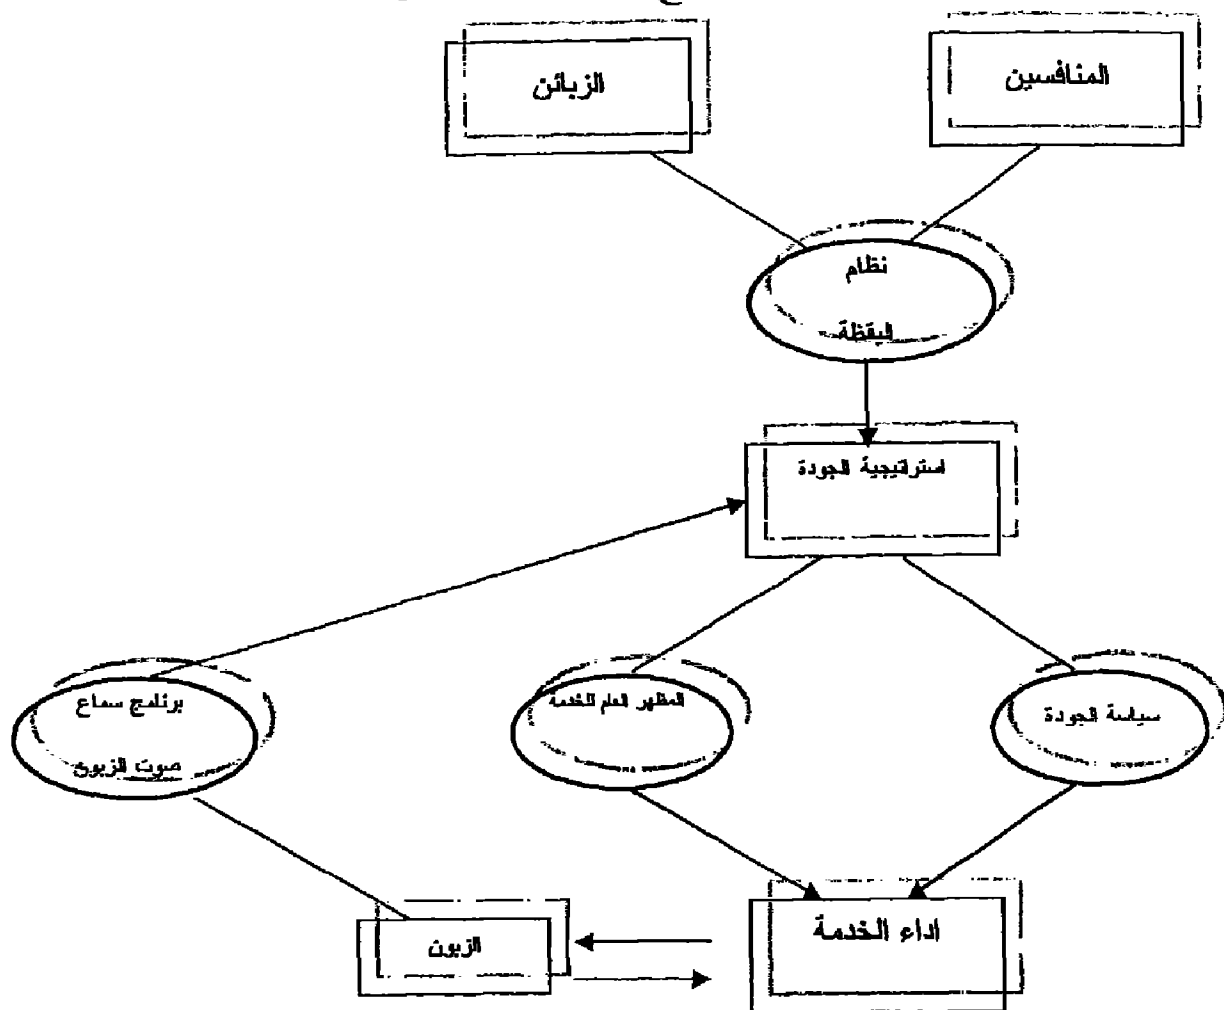 المنافسين
الزبائن
نظام
اليقظة
استراتيجية الجودة
سياسة الجودة
المظهر العام للخدمة
برنامج سماع
صوت الزبون
اداء الخدمة
الزبون